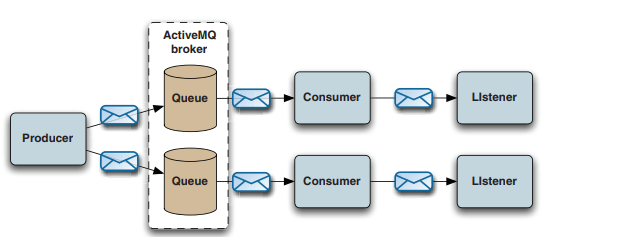 ActiveMQ
broker
Producer
Queue
Consumer
LIstener
Queue
Consumer
LIstener